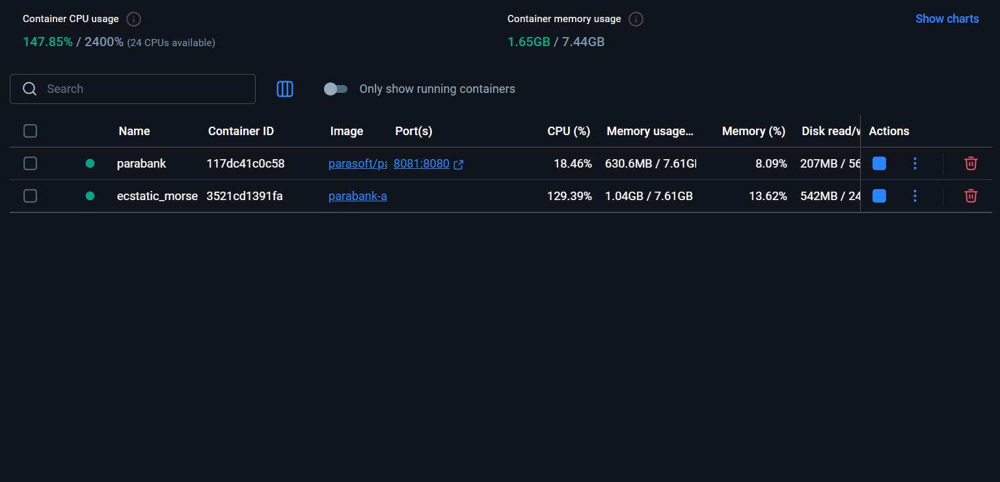 Container CPU usage
Container memory usage
Show charts
147.85% / 2400% (24 CPUs available)
1.65GB / 7.44GB
Search
Only show running containers
Name Container ID Image Port(s) CPU (%) Memory usage... Memory (%) Disk read/w Actions
parabank 117dc41c0c58 parasoft/pa 8081:8080 18.46% 630.6MB / 7.61G 8.09% 207MB / 56
ecstatic_morse 3521cd1391fa parabank-a 129.39% 1.04GB / 7.61GB 13.62% 542MB / 24